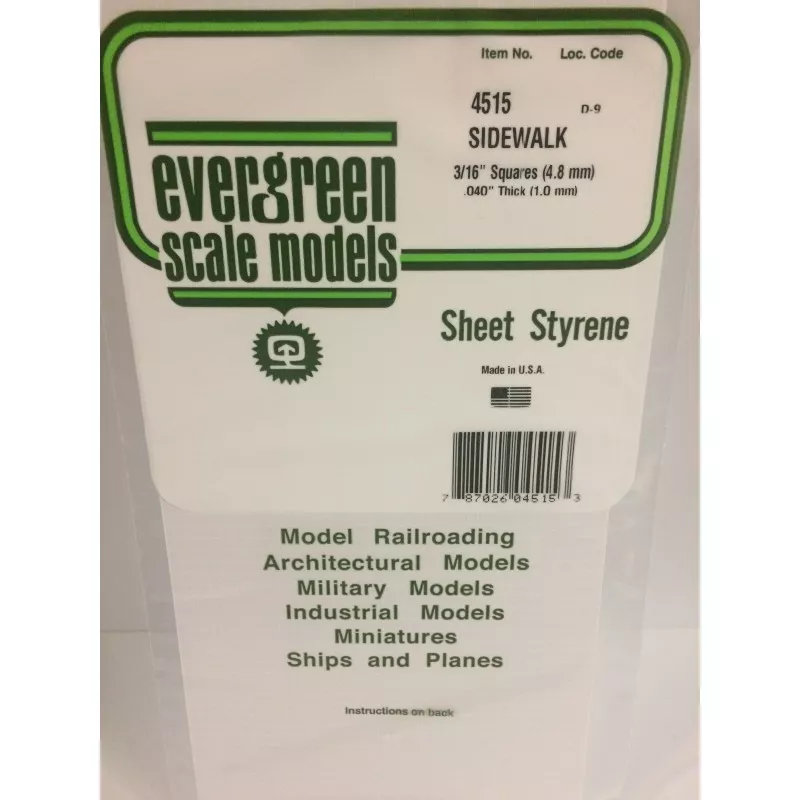 Item No. Loc. Code
4515 D-9
SIDEWALK
3/16" Squares (4.8 mm)
.040" Thick (1.0 mm)
evergreen
scale models
Sheet Styrene
Made in U.S.A.
7 87026 04515 3
Model Railroading
Architectural Models
Military Models
Industrial Models
Miniatures
Ships and Planes
Instructions on back